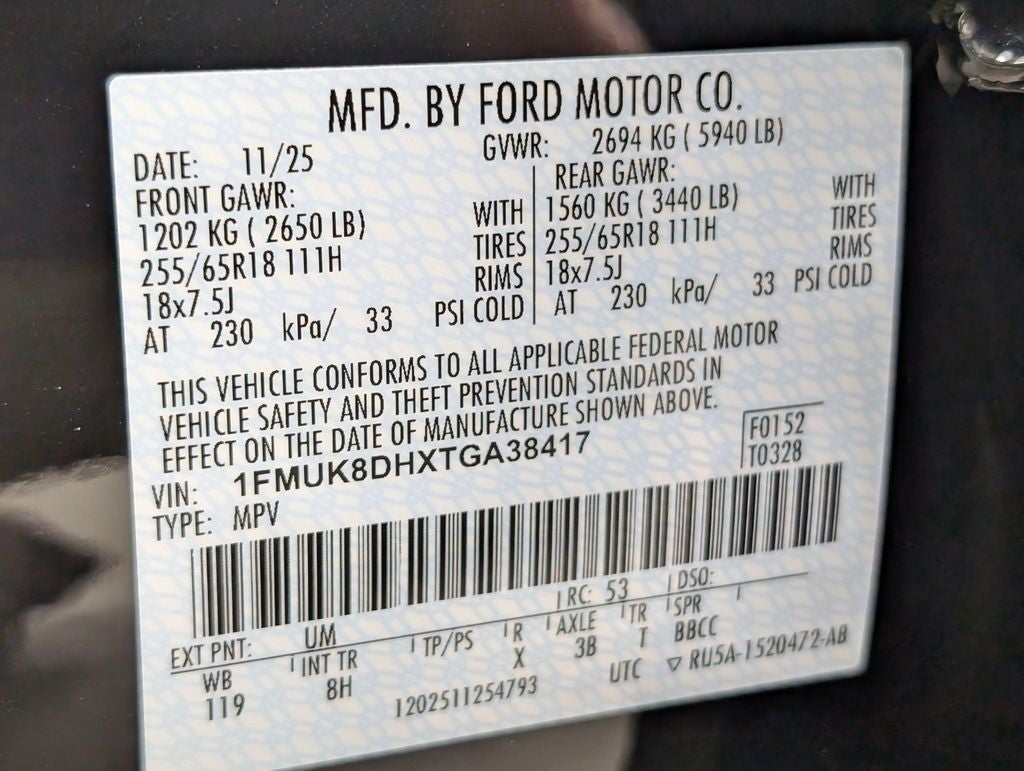 MFD. BY FORD MOTOR CO.
DATE: 11/25 GVWR: 2694 KG ( 5940 LB)
FRONT GAWR: REAR GAWR:
1202 KG ( 2650 LB) WITH 1560 KG ( 3440 LB) WITH
255/65R18 111H TIRES 255/65R18 111H TIRES
18x7.5J RIMS 18x7.5J RIMS
AT 230 kPa/ 33 PSI COLD AT 230 kPa/ 33 PSI COLD
THIS VEHICLE CONFORMS TO ALL APPLICABLE FEDERAL MOTOR
VEHICLE SAFETY AND THEFT PREVENTION STANDARDS IN
EFFECT ON THE DATE OF MANUFACTURE SHOWN ABOVE.
F0152
VIN: 1FMUK8DHXTGA38417 T0328
TYPE: MPV
EXT PNT: UM RC: 53 DSO:
WB INT TR TP/PS R AXLE TR SPR
119 8H X 3B T BBCC
1202511254793 UTC ▽ RU5A-1520472-AB